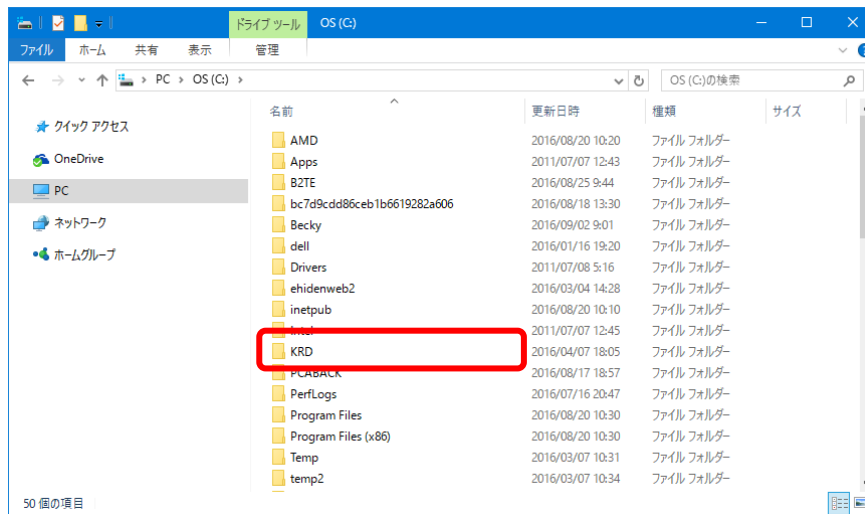 ドライブ ツール OS (C:)
ファイル ホーム 共有 表示 管理
PC > OS (C:) > OS (C:)の検索
名前 更新日時 種類 サイズ
クイック アクセス
OneDrive
PC
ネットワーク
ホームグループ
AMD 2016/08/20 10:20 ファイル フォルダー
Apps 2011/07/07 12:43 ファイル フォルダー
B2TE 2016/08/25 9:44 ファイル フォルダー
bc7d9cdd86ceb1b6619282a606 2016/08/18 13:30 ファイル フォルダー
Becky 2016/09/02 9:01 ファイル フォルダー
dell 2016/01/16 19:20 ファイル フォルダー
Drivers 2011/07/08 5:16 ファイル フォルダー
ehidenweb2 2016/03/04 14:28 ファイル フォルダー
inetpub 2016/08/20 10:10 ファイル フォルダー
Intel 2011/07/07 12:45 ファイル フォルダー
KRD 2016/04/07 18:05 ファイル フォルダー
PCABACK 2016/08/17 18:57 ファイル フォルダー
PerfLogs 2016/07/16 20:47 ファイル フォルダー
Program Files 2016/08/20 10:30 ファイル フォルダー
Program Files (x86) 2016/08/20 10:30 ファイル フォルダー
Temp 2016/03/07 10:31 ファイル フォルダー
temp2 2016/03/07 10:34 ファイル フォルダー
50 個の項目